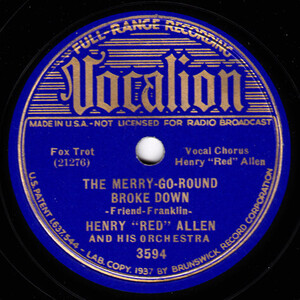 FULL-RANGE RECORDING
Vocalion
MADE IN U.S.A. - NOT LICENSED FOR RADIO BROADCAST
Fox Trot
(21276)
Vocal Chorus
Henry "Red" Allen
THE MERRY-GO-ROUND
BROKE DOWN
-Friend-Franklin-
HENRY "RED" ALLEN
AND HIS ORCHESTRA
3594
U.S. PATENT 1,637,544 - LAB. COPY. 1937 BY BRUNSWICK RECORD CORP.